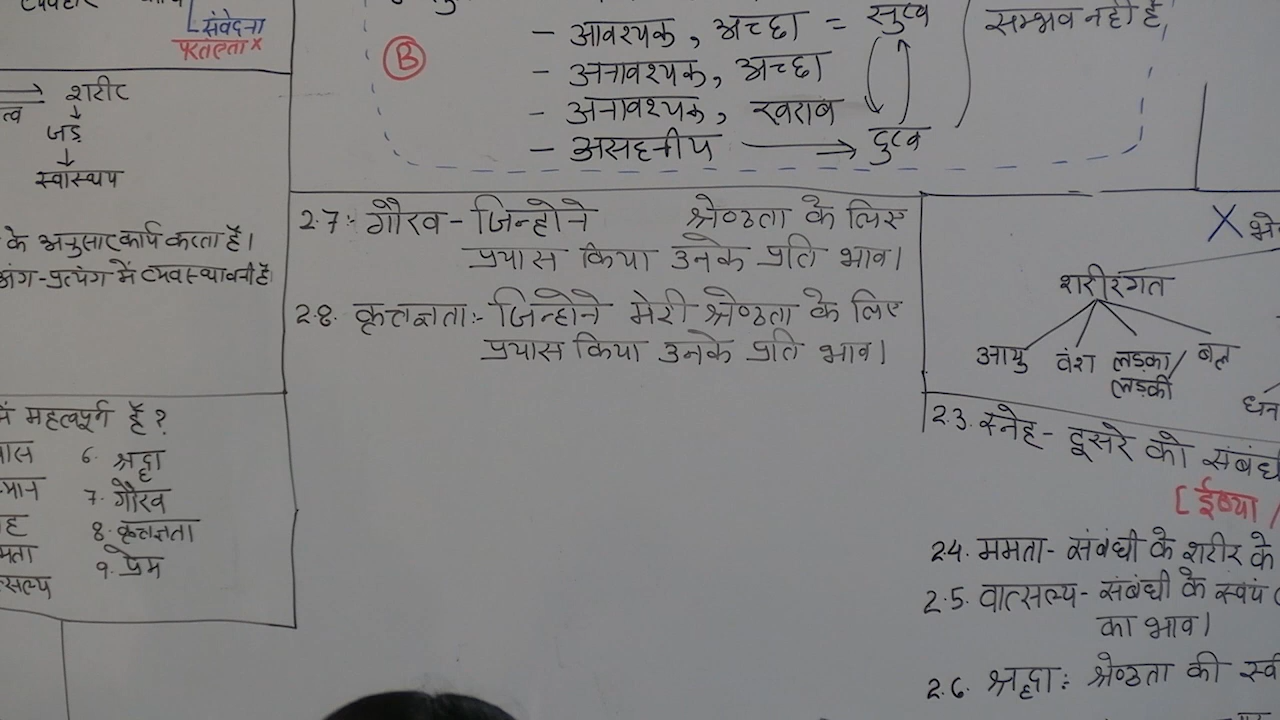 संवेदना
- आवश्यक, अच्छा = सुख
सम्भव नही है,
B
- अनावश्यक, अच्छा
- अनावश्यक, खराब
- असहनीय → दुख
शरीर
त्व
जड़
स्वास्थय
के अनुसार कार्य करता है।
अंग-प्रत्यंग में व्यवस्था बनी है
2.7:- गौरव - जिन्होने श्रेष्ठता के लिए
प्रयास किया उनके प्रति भाव।
2.8. कृतज्ञता:- जिन्होने मेरी श्रेष्ठता के लिए
प्रयास किया उनके प्रति भाव।
X
शरीरगत
आयु वंश लड़का/ बल
लड़की
धन
में महत्वपूर्ण हैं?
6. श्रद्धा
7. गौरव
8. कृतज्ञता
9. प्रेम
2.3. स्नेह - दूसरे को संबंध
[ईष्या /
2.4. ममता - संबंधी के शरीर के
2.5. वात्सल्य - संबंधी के स्वयं
का भाव।
2.6. श्रद्धा: श्रेष्ठता की